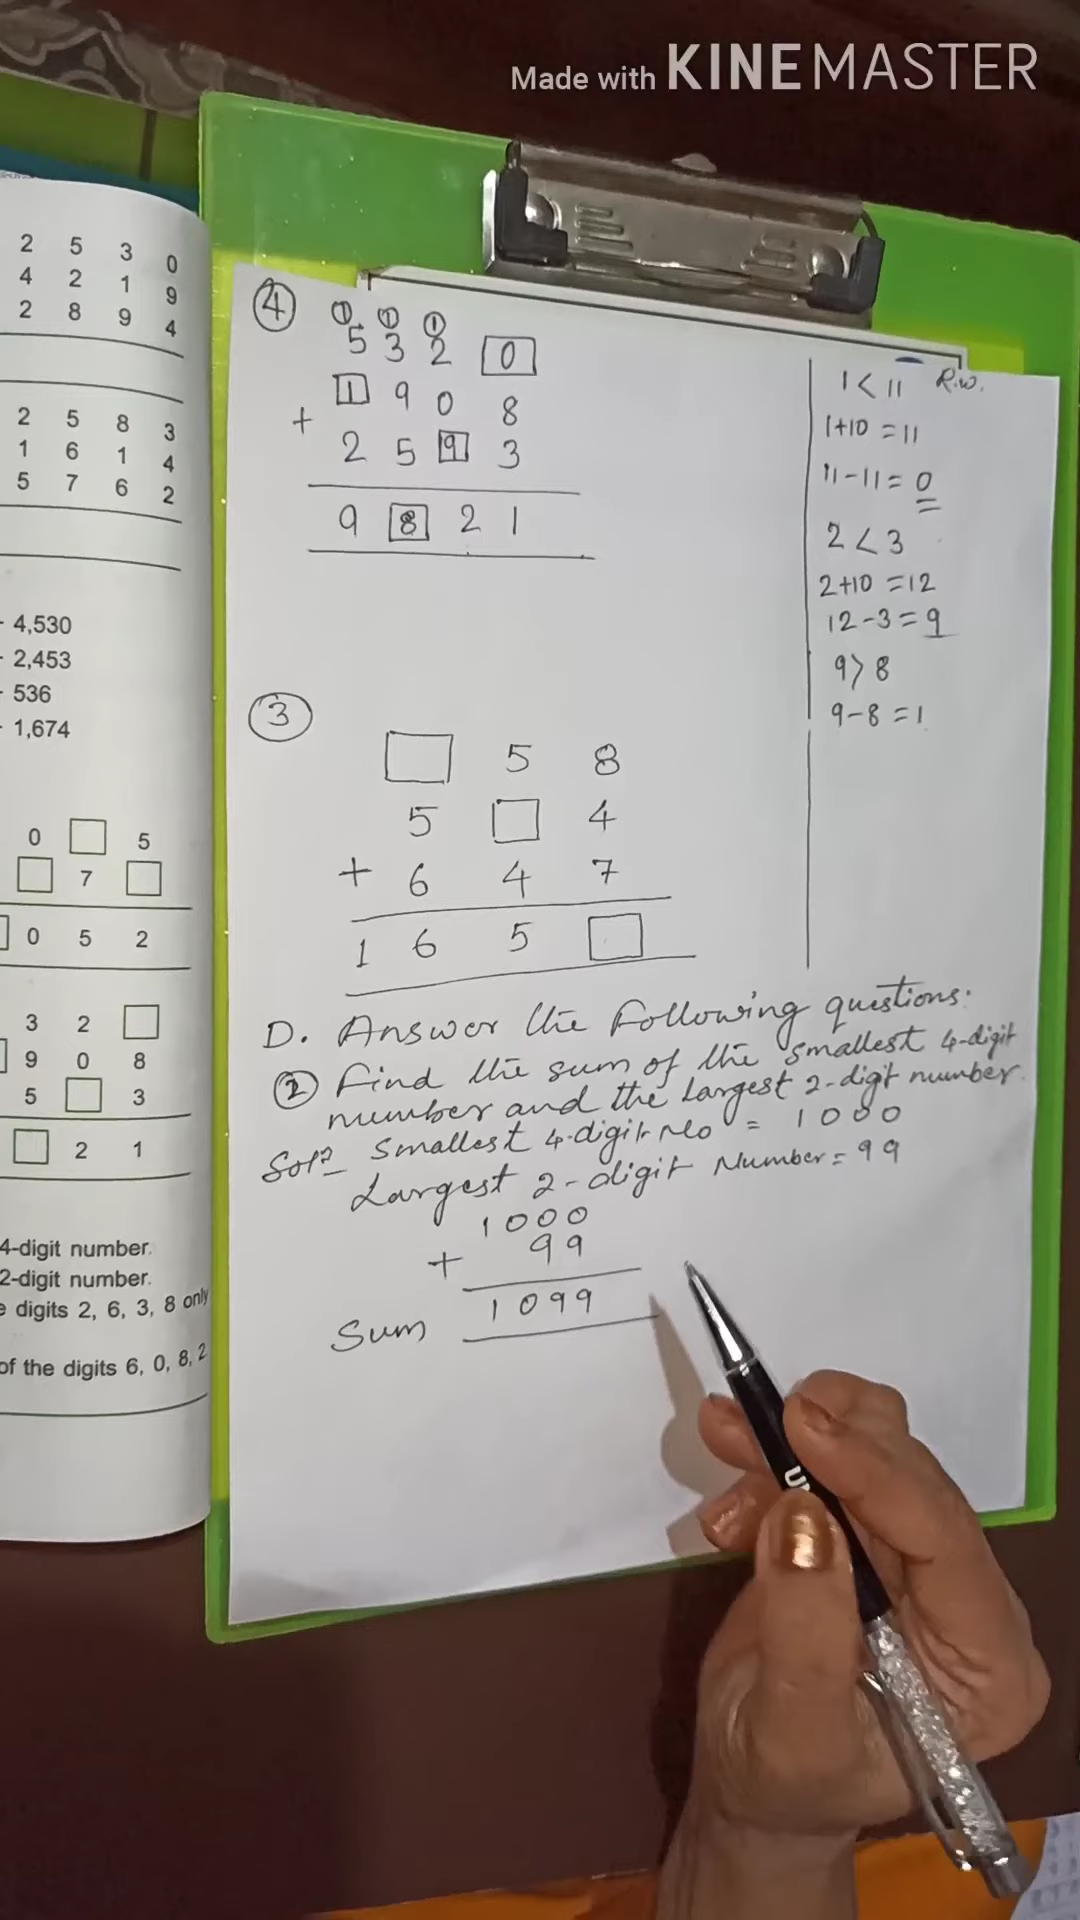 Made with KINEMASTER
2 5 3 0
4 2 1 9
2 8 9 4
2 5 8 3
1 6 1 4
5 7 6 2
4,530
2,453
536
1,674
0 5
7
0 5 2
3 2
9 0 8
5 3
2 1
4-digit number.
2-digit number.
digits 2, 6, 3, 8 only
of the digits 6, 0, 8, 2
4
1 1 1
5 3 2 0
1 9 0 8
+ 2 5 9 3
9 8 2 1
1 < 11 R.W.
1+10 = 11
11-11 = 0
2 < 3
2+10 = 12
12-3 = 9
9 > 8
9-8 = 1
3
5 8
5 4
+ 6 4 7
1 6 5
D. Answer the following questions.
2 Find the sum of the smallest 4-digit
number and the largest 2-digit number.
Solⁿ Smallest 4-digit No = 1000
Largest 2-digit Number = 99
1000
+ 99
Sum 1099